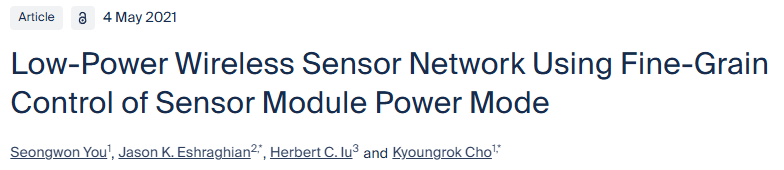 Article 4 May 2021
Low-Power Wireless Sensor Network Using Fine-Grain
Control of Sensor Module Power Mode
Seongwon You1, Jason K. Eshraghian2,*, Herbert C. Iu3 and Kyoungrok Cho1,*